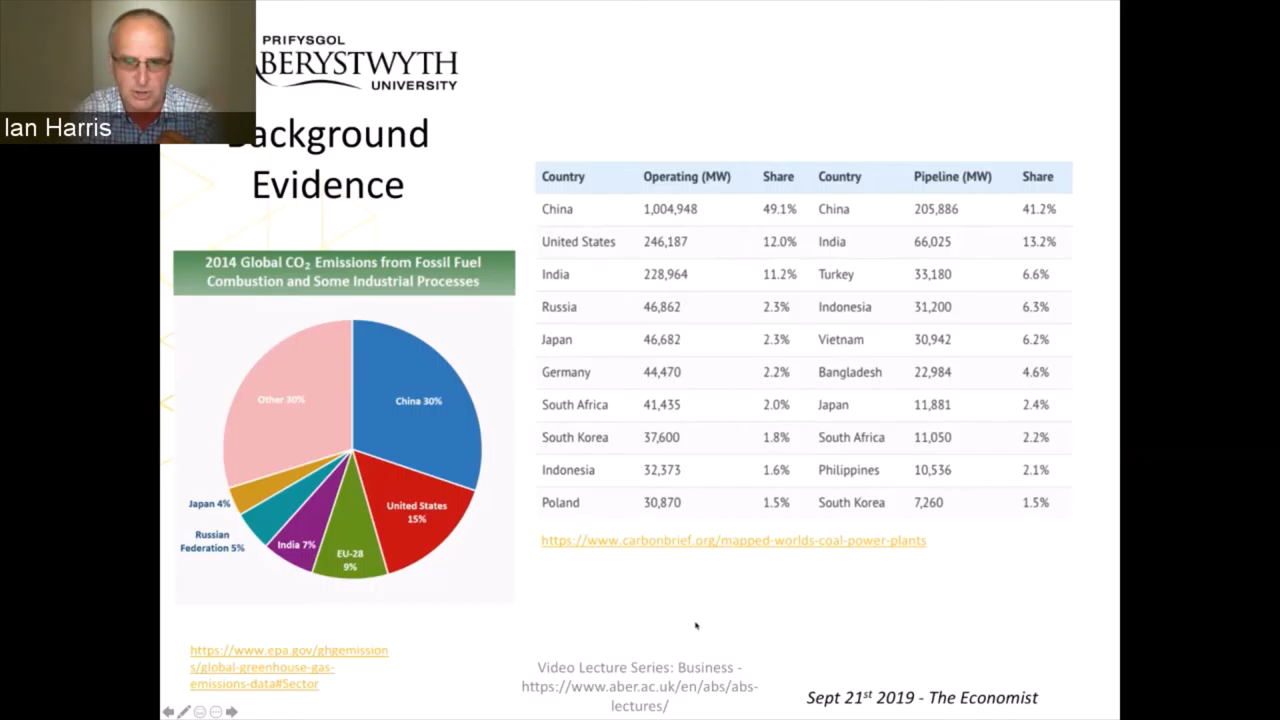 PRIFYSGOL
ABERYSTWYTH
UNIVERSITY
Ian Harris
Background
Evidence
2014 Global CO₂ Emissions from Fossil Fuel
Combustion and Some Industrial Processes
Other 30%
China 30%
Japan 4%
United States
15%
Russian
Federation 5%
India 7%
EU-28
9%
https://www.epa.gov/ghgemission
s/global-greenhouse-gas-
emissions-data#Sector
Country Operating (MW) Share Country Pipeline (MW) Share
China 1,004,948 49.1% China 205,886 41.2%
United States 246,187 12.0% India 66,025 13.2%
India 228,964 11.2% Turkey 33,180 6.6%
Russia 46,862 2.3% Indonesia 31,200 6.3%
Japan 46,682 2.3% Vietnam 30,942 6.2%
Germany 44,470 2.2% Bangladesh 22,984 4.6%
South Africa 41,435 2.0% Japan 11,881 2.4%
South Korea 37,600 1.8% South Africa 11,050 2.2%
Indonesia 32,373 1.6% Philippines 10,536 2.1%
Poland 30,870 1.5% South Korea 7,260 1.5%
https://www.carbonbrief.org/mapped-worlds-coal-power-plants
Video Lecture Series: Business -
https://www.aber.ac.uk/en/abs/abs-
lectures/
Sept 21st 2019 - The Economist